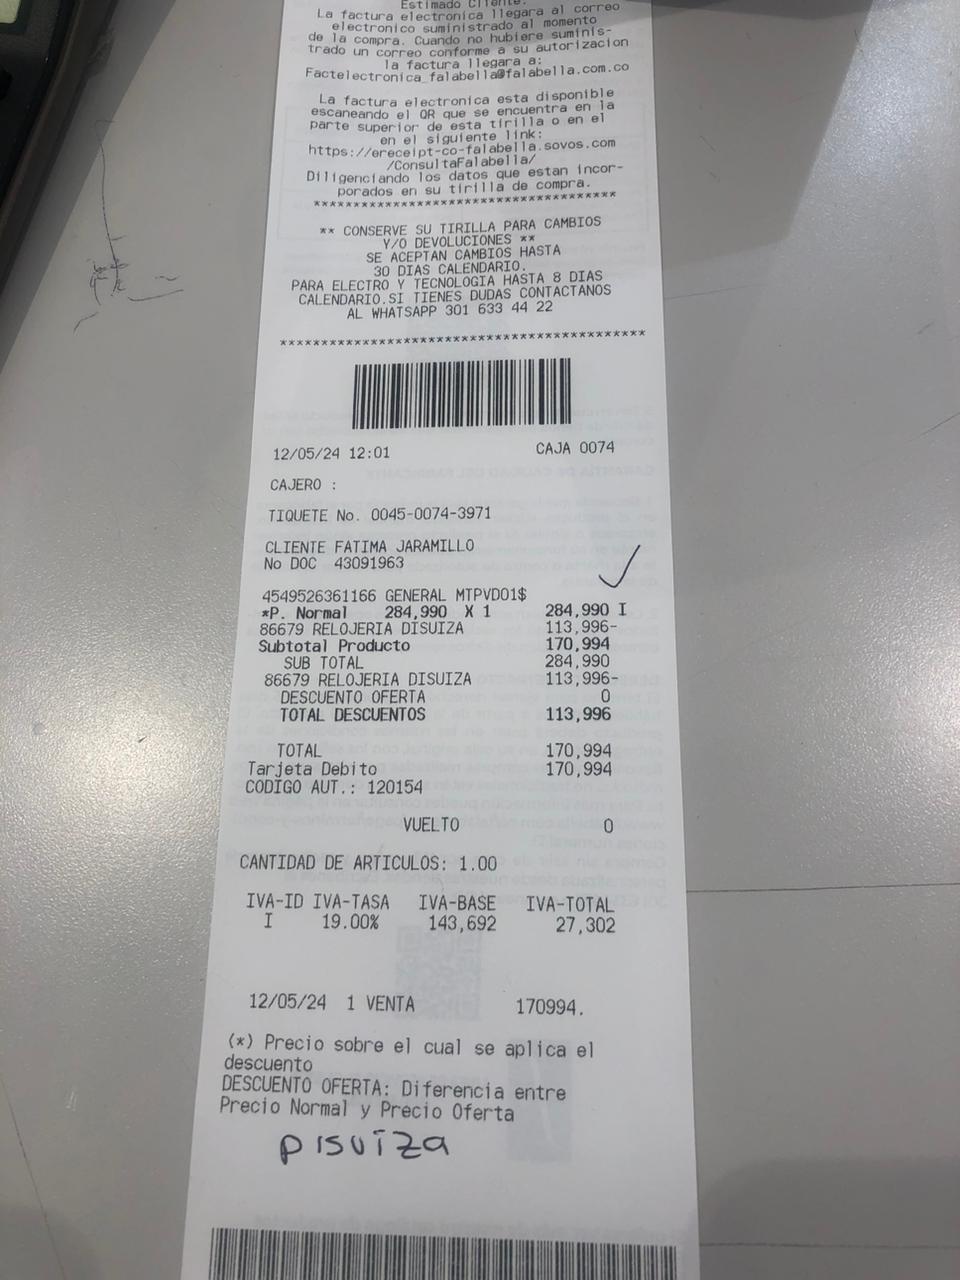 Estimado Cliente:
La factura electronica llegara al correo
electronico suministrado al momento
de la compra. Cuando no hubiere suminis-
trado un correo conforme a su autorizacion
la factura llegara a:
Factelectronica_falabella@falabella.com.co
La factura electronica esta disponible
escaneando el QR que se encuentra en la
parte superior de esta tirilla o en el
en el siguiente link:
https://ereceipt-co-falabella.sovos.com
/ConsultaFalabella/
Diligenciando los datos que estan incor-
porados en su tirilla de compra.
*************************************
** CONSERVE SU TIRILLA PARA CAMBIOS
Y/O DEVOLUCIONES **
SE ACEPTAN CAMBIOS HASTA
30 DIAS CALENDARIO.
PARA ELECTRO Y TECNOLOGIA HASTA 8 DIAS
CALENDARIO.SI TIENES DUDAS CONTACTANOS
AL WHATSAPP 301 633 44 22
********************************************
12/05/24 12:01 CAJA 0074
CAJERO :
TIQUETE No. 0045-0074-3971
CLIENTE FATIMA JARAMILLO
No DOC 43091963
4549526361166 GENERAL MTPVD01$
*P. Normal 284,990 X 1 284,990 I
86679 RELOJERIA DISUIZA 113,996-
Subtotal Producto 170,994
SUB TOTAL 284,990
86679 RELOJERIA DISUIZA 113,996-
DESCUENTO OFERTA 0
TOTAL DESCUENTOS 113,996
TOTAL 170,994
Tarjeta Debito 170,994
CODIGO AUT.: 120154
VUELTO 0
CANTIDAD DE ARTICULOS: 1.00
IVA-ID IVA-TASA IVA-BASE IVA-TOTAL
I 19.00% 143,692 27,302
12/05/24 1 VENTA 170994.
(*) Precio sobre el cual se aplica el
descuento
DESCUENTO OFERTA: Diferencia entre
Precio Normal y Precio Oferta
DISUIZA